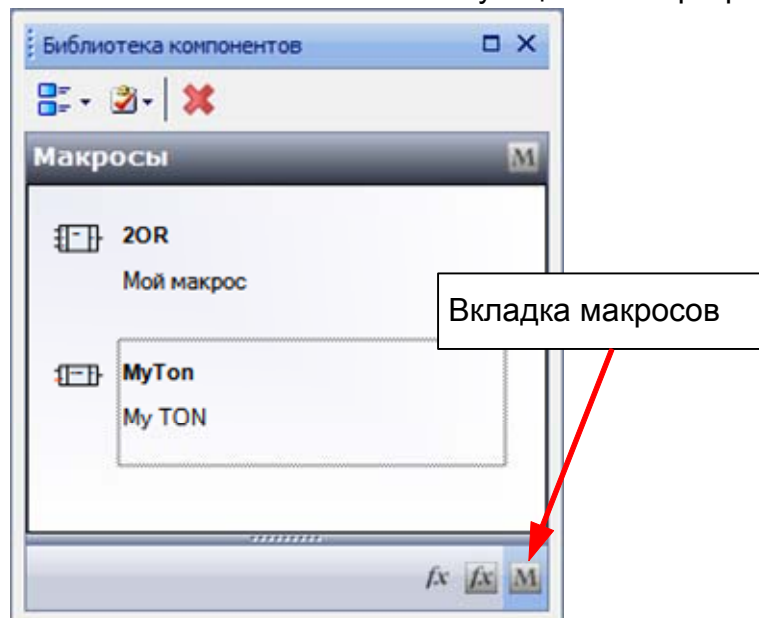 Библиотека компонентов
Макросы M
2OR
Мой макрос
Вкладка макросов
MyTon
My TON
fx fx M